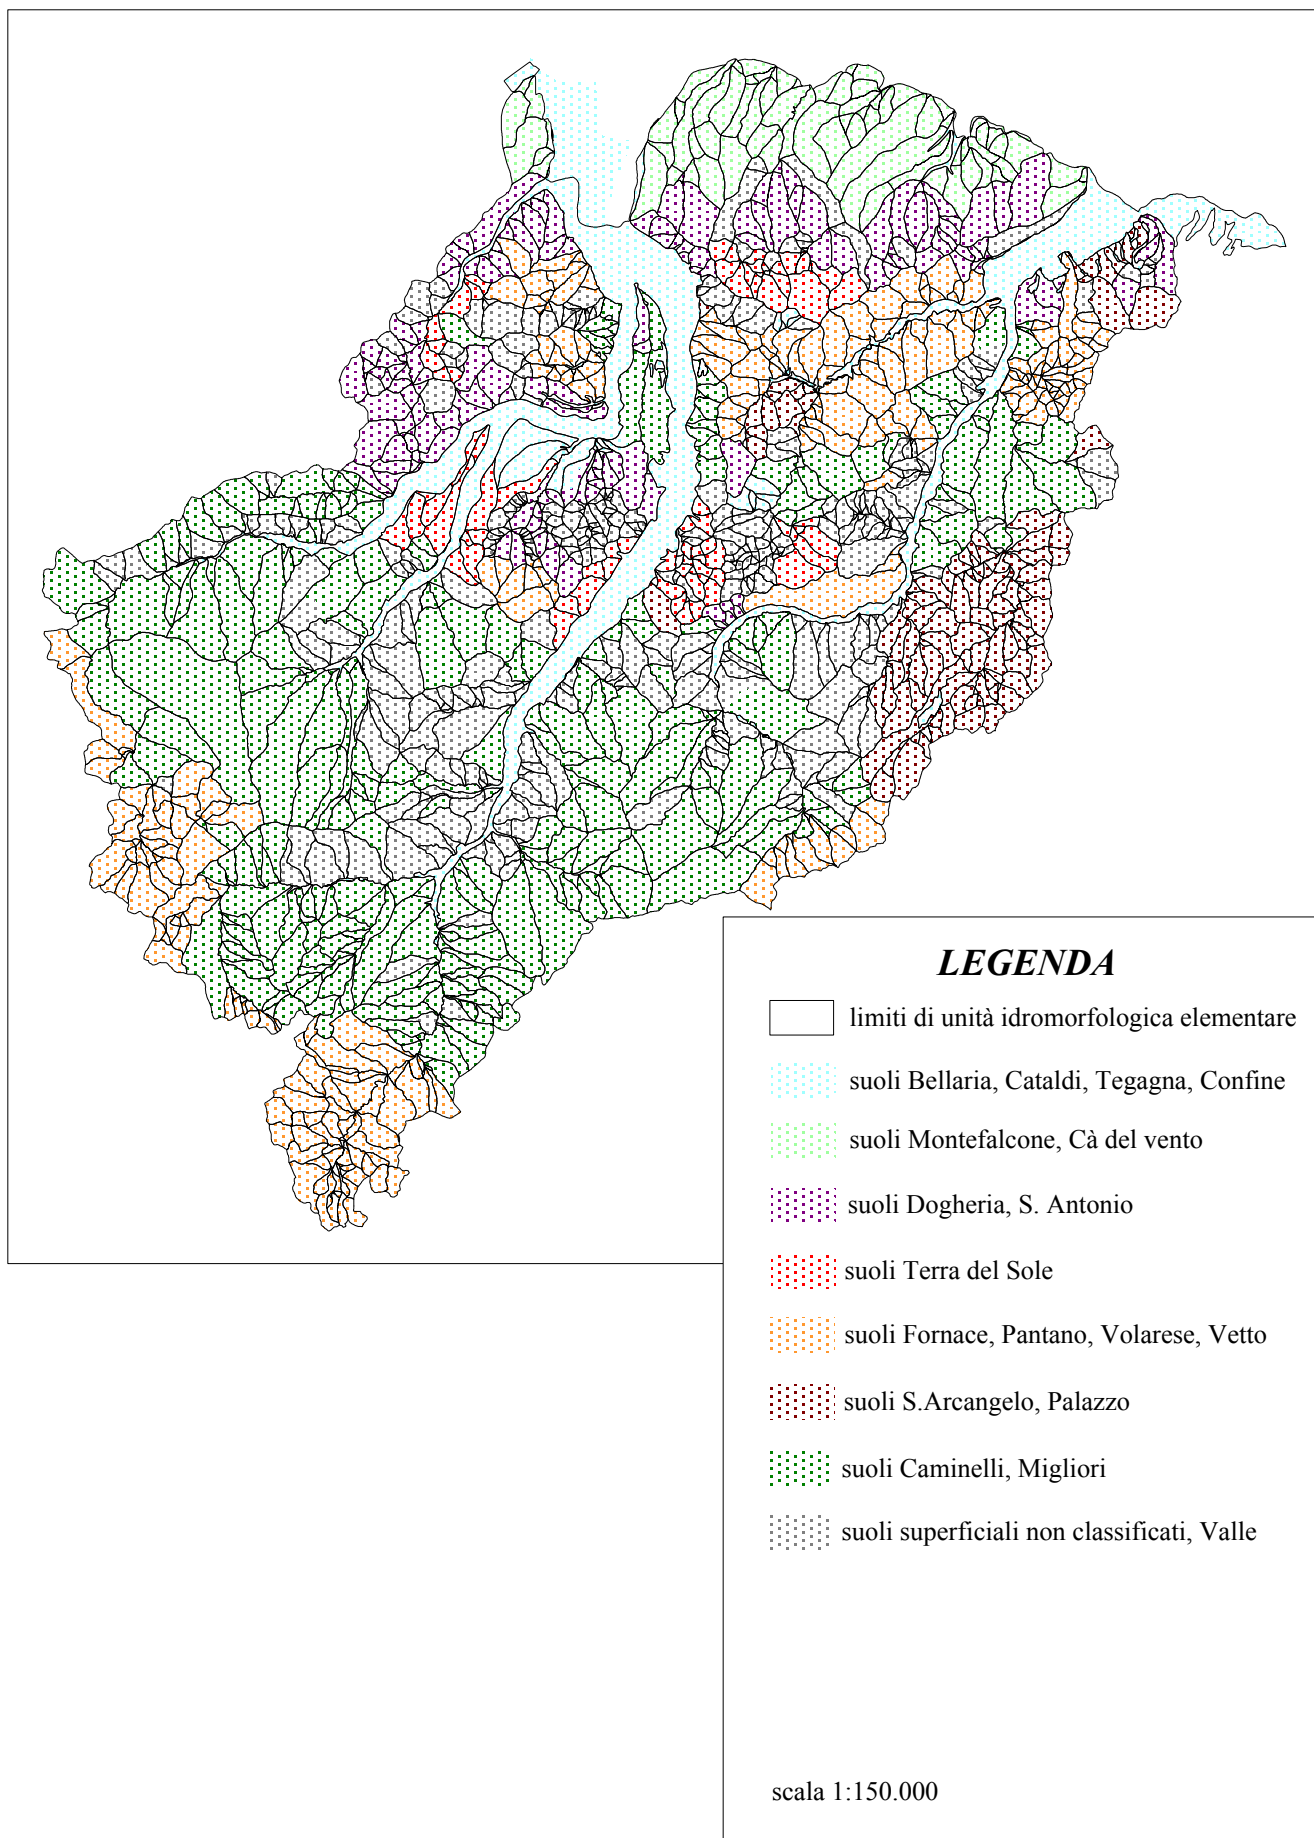 LEGENDA
limiti di unità idromorfologica elementare
suoli Bellaria, Cataldi, Tegagna, Confine
suoli Montefalcone, Cà del vento
suoli Dogheria, S. Antonio
suoli Terra del Sole
suoli Fornace, Pantano, Volarese, Vetto
suoli S.Arcangelo, Palazzo
suoli Caminelli, Migliori
suoli superficiali non classificati, Valle
scala 1:150.000